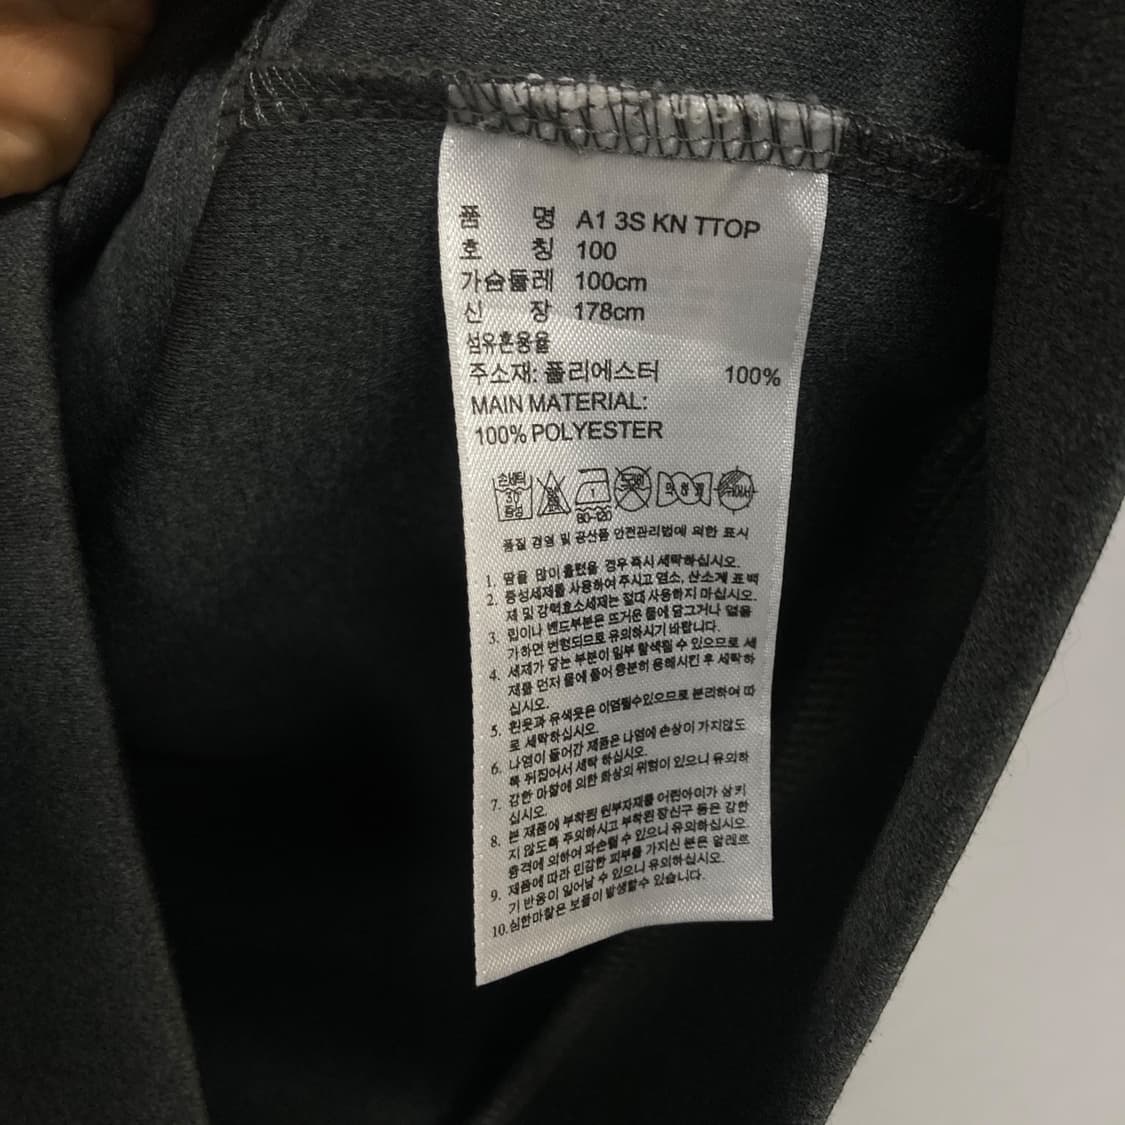 품 명 A1 3S KN TTOP
호 칭 100
가슴둘레 100cm
신 장 178cm
섬유혼용율
주소재: 폴리에스터 100%
MAIN MATERIAL:
100% POLYESTER
손세탁 30 중성 80~120 드라이
품질 경영 및 공산품 안전관리법에 의한 표시
1. 땀을 많이 흘렸을 경우 즉시 세탁하십시오.
2. 중성세제를 사용하여 주시고 염소, 산소계 표백
제 및 강력효소세제는 절대 사용하지 마십시오.
3. 립이나 밴드부분은 뜨거운 물에 담그거나 열을
가하면 변형되므로 유의하시기 바랍니다.
4. 세제가 닿는 부분이 일부 탈색될 수 있으므로 세
제를 먼저 물에 풀어 충분히 용해시킨 후 세탁하
십시오.
5. 흰옷과 유색옷은 이염될수있으므로 분리하여 따
로 세탁하십시오.
6. 나염이 들어간 제품은 나염에 손상이 가지않도
록 뒤집어서 세탁 하십시오.
7. 강한 마찰에 의한 화상의 위험이 있으니 유의하
십시오.
8. 본 제품에 부착된 원부자재를 어린아이가 삼키
지 않도록 주의하시고 부착된 장신구 등은 강한
충격에 의하여 파손될 수 있으니 유의하십시오.
9. 제품에 따라 민감한 피부를 가지신 분은 알레르
기 반응이 일어날 수 있으니 유의하십시오.
10.심한마찰은 보풀이 발생할수 있습니다.